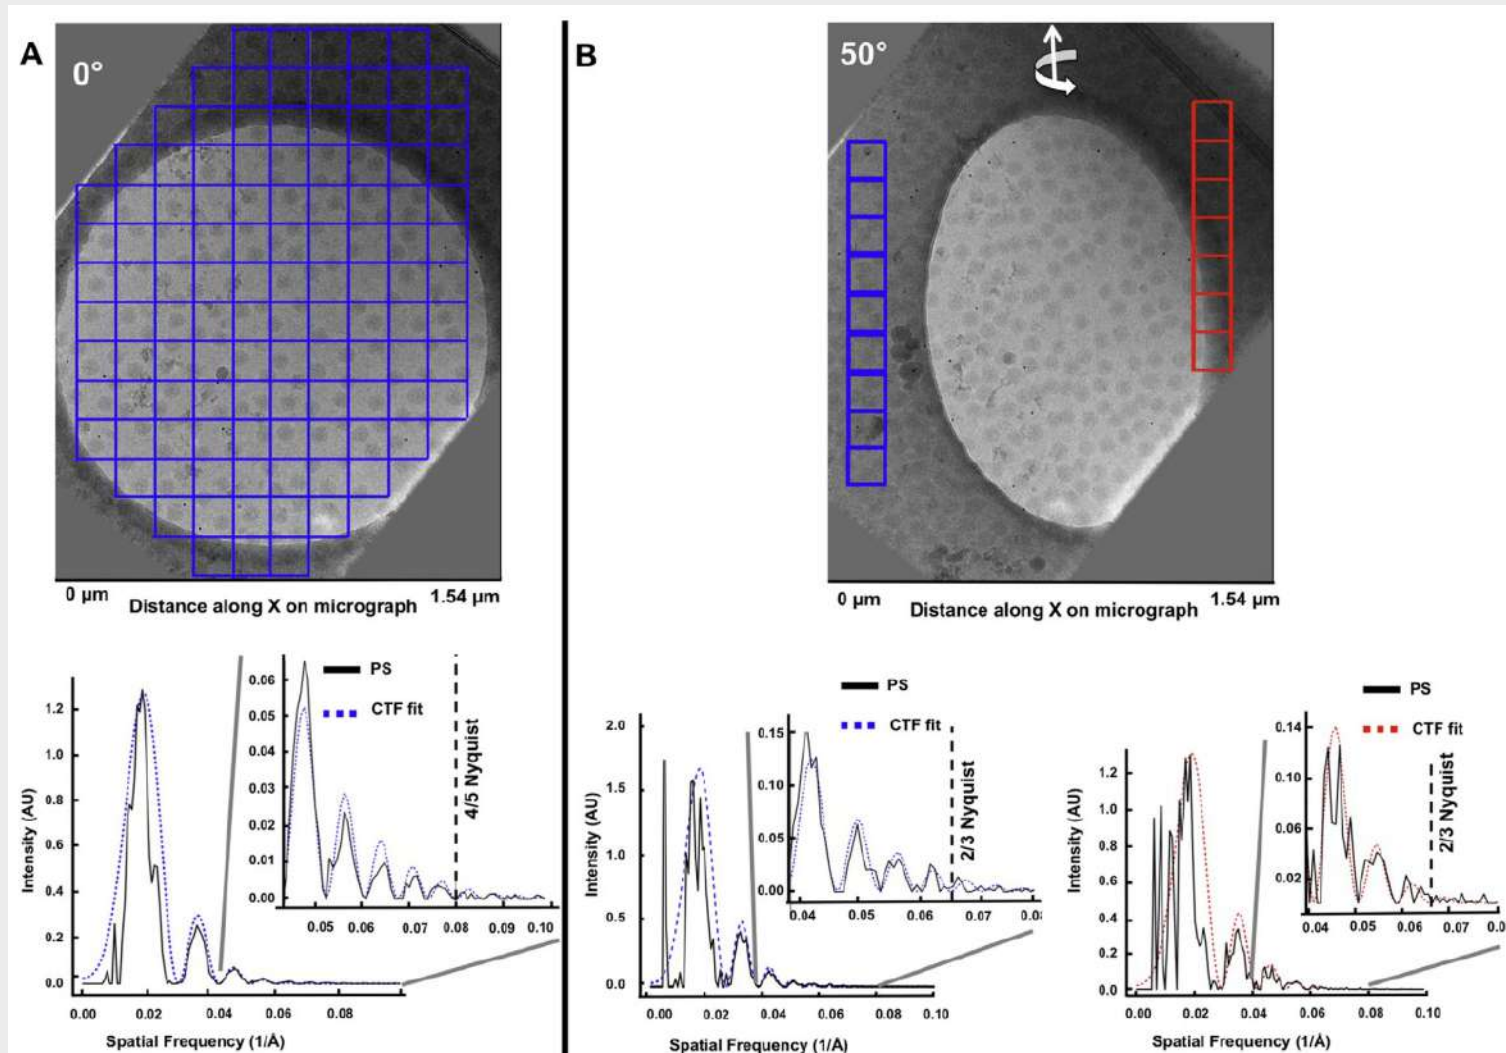 A
0°
0 µm
Distance along X on micrograph
1.54 µm
B
50°
0 µm
Distance along X on micrograph
1.54 µm
Intensity (AU)
1.2
1.0
0.8
0.6
0.4
0.2
0.0
0.00
0.02
0.04
0.06
0.08
Spatial Frequency (1/Å)
PS
CTF fit
4/5 Nyquist
0.06
0.05
0.04
0.03
0.02
0.01
0.00
0.05
0.06
0.07
0.08
0.09
0.10
Intensity (AU)
2.0
1.5
1.0
0.5
0.0
0.00
0.02
0.04
0.06
0.08
0.10
Spatial Frequency (1/Å)
PS
CTF fit
2/3 Nyquist
0.15
0.10
0.05
0.00
0.04
0.05
0.06
0.07
Intensity (AU)
1.2
1.0
0.8
0.6
0.4
0.2
0.0
0.00
0.02
0.04
0.06
0.08
0.10
Spatial Frequency (1/Å)
PS
CTF fit
2/3 Nyquist
0.14
0.10
0.06
0.02
0.04
0.05
0.06
0.07